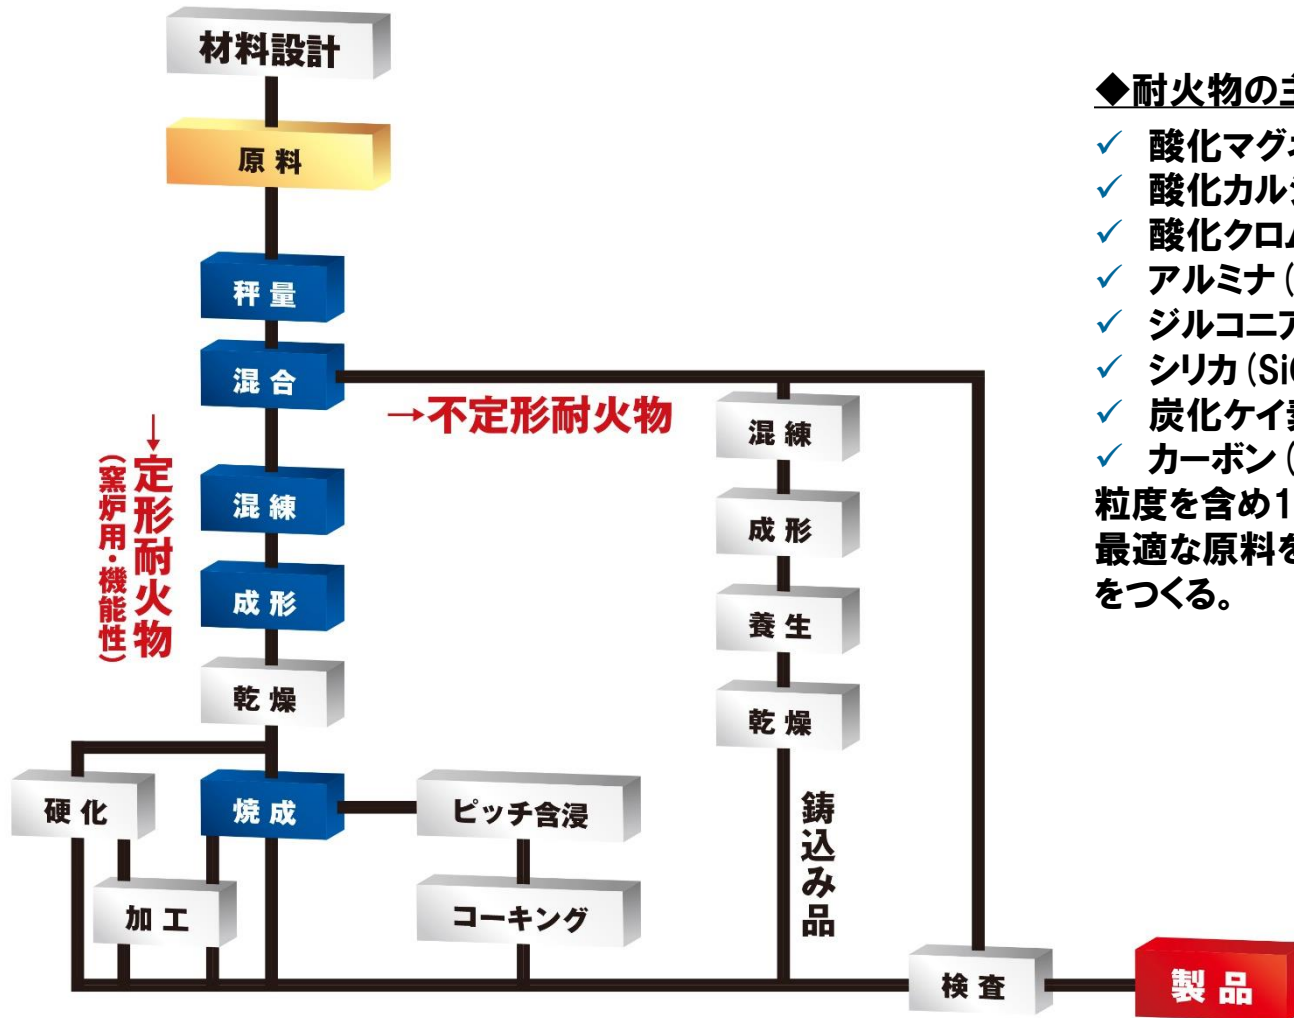 材料設計
原料
秤量
混合
→不定形耐火物
→定形耐火物
（窯炉用・機能性）
混練
成形
乾燥
硬化
焼成
ピッチ含浸
加工
コーキング
混練
成形
養生
乾燥
鋳込み品
検査
製品
◆耐火物の主
✓ 酸化マグネ
✓ 酸化カルシ
✓ 酸化クロム
✓ アルミナ（
✓ ジルコニア
✓ シリカ（Si
✓ 炭化ケイ素
✓ カーボン（
粒度を含め1
最適な原料を
をつくる。